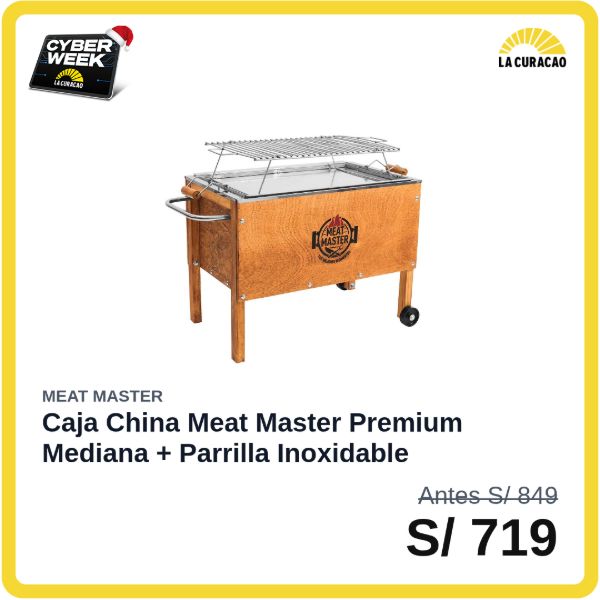 CYBER
WEEK
LA CURACAO
LA CURACAO
MEAT
MASTER
MEAT MASTER
Caja China Meat Master Premium
Mediana + Parrilla Inoxidable
Antes S/ 849
S/ 719